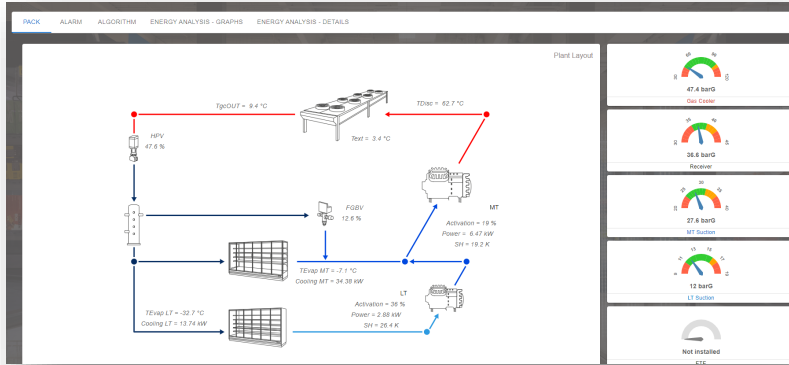 PACK ALARM ALGORITHM ENERGY ANALYSIS - GRAPHS ENERGY ANALYSIS - DETAILS
Plant Layout
TgcOUT = 9.4 °C
TDisc = 62.7 °C
Text = 3.4 °C
HPV
47.6 %
FGBV
12.6 %
MT
Activation = 19 %
Power = 6.47 kW
SH = 19.2 K
TEvap MT = -7.1 °C
Cooling MT = 34.38 kW
LT
Activation = 36 %
Power = 2.88 kW
SH = 26.4 K
TEvap LT = -32.7 °C
Cooling LT = 13.74 kW
47.4 barG
Gas Cooler
36.6 barG
Receiver
27.6 barG
MT Suction
12 barG
LT Suction
Not installed